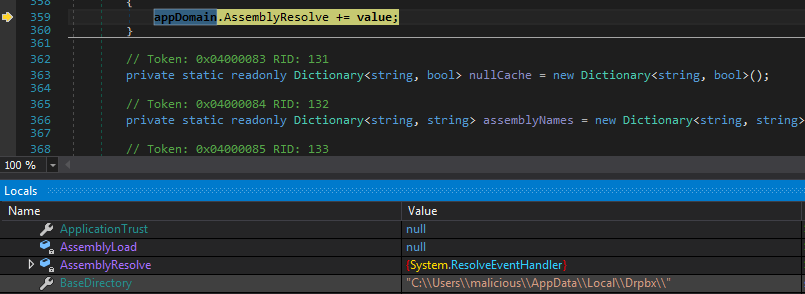 358 {
359 appDomain.AssemblyResolve += value;
360 }
361
362 // Token: 0x04000083 RID: 131
363 private static readonly Dictionary<string, bool> nullCache = new Dictionary<string, bool>();
364
365 // Token: 0x04000084 RID: 132
366 private static readonly Dictionary<string, string> assemblyNames = new Dictionary<string, string>
367
368 // Token: 0x04000085 RID: 133
100 %
Locals
Name Value
ApplicationTrust null
AssemblyLoad null
AssemblyResolve {System.ResolveEventHandler}
BaseDirectory "C:\\Users\\malicious\\AppData\\Local\\Drpbx\\"